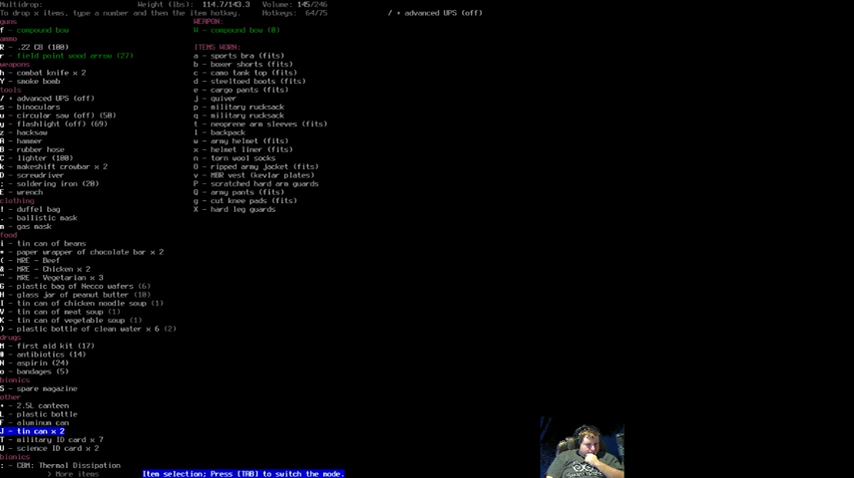 Multidrop: Weight (lbs): 114.7/143.3 Volume: 145/246
To drop x items, type a number and then the item hotkey. Hotkeys: 64/75
/ + advanced UPS (off)
guns
f - compound bow
ammo
R - .22 CB (100)
r - field point wood arrow (27)
weapons
h - combat knife x 2
Y - smoke bomb
tools
/ + advanced UPS (off)
s - binoculars
u - circular saw (off) (58)
y - flashlight (off) (69)
z - hacksaw
A - hammer
B - rubber hose
C - lighter (100)
k - makeshift crowbar x 2
D - screwdriver
; - soldering iron (20)
E - wrench
clothing
! - duffel bag
. - ballistic mask
m - gas mask
food
i - tin can of beans
* - paper wrapper of chocolate bar x 2
( - MRE - Beef
& - MRE - Chicken x 2
" - MRE - Vegetarian x 3
G - plastic bag of Necco wafers (6)
H - glass jar of peanut butter (10)
I - tin can of chicken noodle soup (1)
V - tin can of meat soup (1)
K - tin can of vegetable soup (1)
) - plastic bottle of clean water x 6 (2)
drugs
M - first aid kit (17)
# - antibiotics (14)
N - aspirin (24)
o - bandages (5)
bionics
S - spare magazine
other
• - 2.5L canteen
L - plastic bottle
F - aluminum can
J - tin can x 2
T - military ID card x 7
U - science ID card x 2
bionics
: - CBM: Thermal Dissipation
> More items
WEAPON:
W - compound bow (0)
ITEMS WORN:
a - sports bra (fits)
b - boxer shorts (fits)
c - camo tank top (fits)
d - steeltoed boots (fits)
e - cargo pants (fits)
j - quiver
p - military rucksack
q - military rucksack
t - neoprene arm sleeves (fits)
l - backpack
w - army helmet (fits)
x - helmet liner (fits)
n - torn wool socks
O - ripped army jacket (fits)
v - MBR vest (kevlar plates)
P - scratched hard arm guards
Q - army pants (fits)
g - cut knee pads (fits)
X - hard leg guards
Item selection; Press [TAB] to switch the mode.